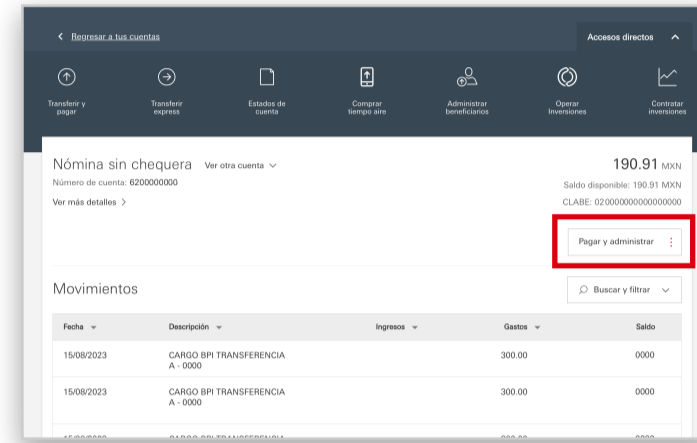 Regresar a tus cuentas
Accesos directos
Transferir y pagar
Transferir express
Estados de cuenta
Comprar tiempo aire
Administrar beneficiarios
Operar Inversiones
Contratar inversiones
Nómina sin chequera Ver otra cuenta
190.91 MXN
Número de cuenta: 6200000000
Saldo disponible: 190.91 MXN
Ver más detalles
CLABE: 020000000000000000
Pagar y administrar
Movimientos
Buscar y filtrar
Fecha Descripción Ingresos Gastos Saldo
15/08/2023 CARGO BPI TRANSFERENCIA 300.00 0000
A - 0000
15/08/2023 CARGO BPI TRANSFERENCIA 300.00 0000
A - 0000